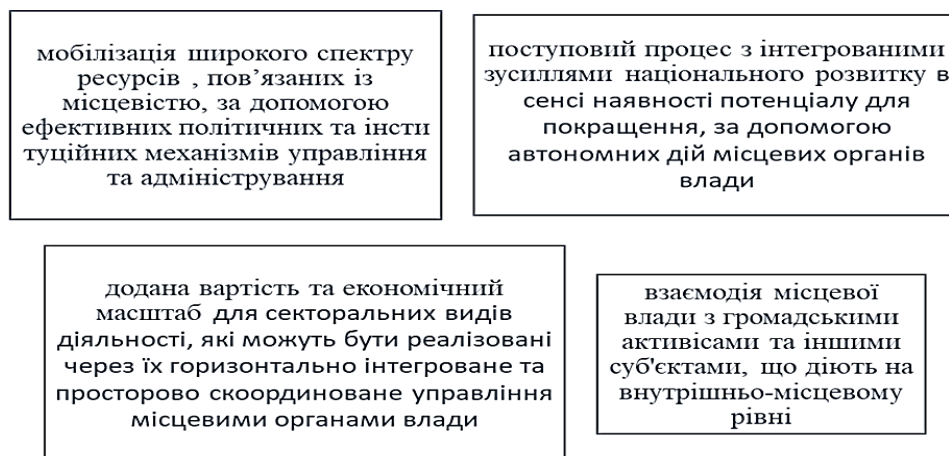 мобілізація широкого спектру
ресурсів , пов’язаних із
місцевістю, за допомогою
ефективних політичних та інсти
туційних механізмів управління
та адміністрування
поступовий процес з інтегрованими
зусиллями національного розвитку в
сенсі наявності потенціалу для
покращення, за допомогою
автономних дій місцевих органів
влади
додана вартість та економічний
масштаб для секторальних видів
діяльності, які можуть бути реалізовані
через їх горизонтально інтегроване та
просторово скоординоване управління
місцевими органами влади
взаємодія місцевої
влади з громадськими
активісами та іншими
суб'єктами, що діють на
внутрішньо-місцевому
рівні